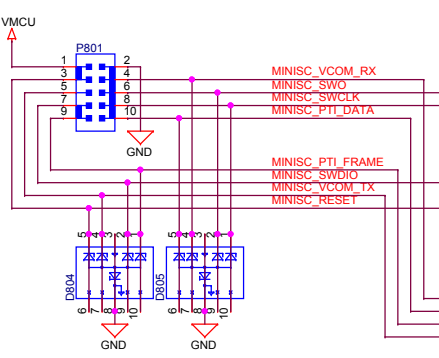 VMCU
P801
1 2
3 4
5 6
7 8
9 10
GND
MINISC_VCOM_RX
MINISC_SWO
MINISC_SWCLK
MINISC_PTI_DATA
MINISC_PTI_FRAME
MINISC_SWDIO
MINISC_VCOM_TX
MINISC_RESET
5 4 3 2 1
5 4 3 2 1
D804
D805
6 7 8 9 10
6 7 8 9 10
GND
GND